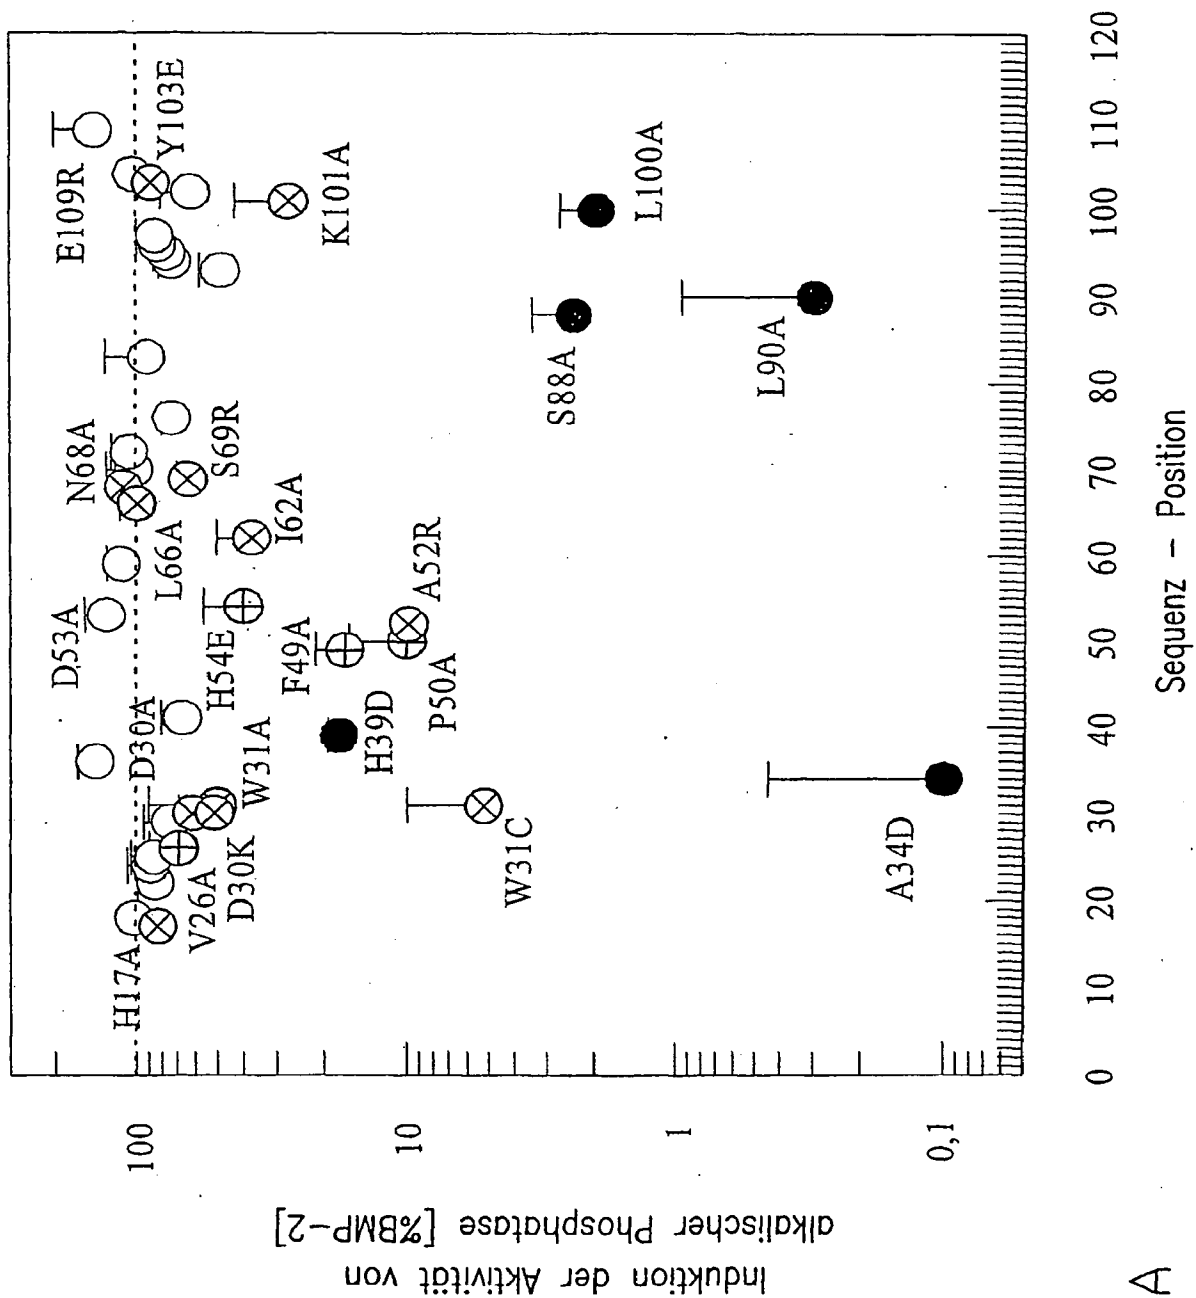 A
Induktion der Aktivität von
alkalischer Phosphatase [%BMP-2]
100
10
1
0,1
H17A
V26A
D30K
D30A
W31A
W31C
A34D
H39D
F49A
P50A
A52R
D53A
H54E
I62A
L66A
N68A
S69R
S88A
L90A
L100A
K101A
Y103E
E109R
0 10 20 30 40 50 60 70 80 90 100 110 120
Sequenz - Position